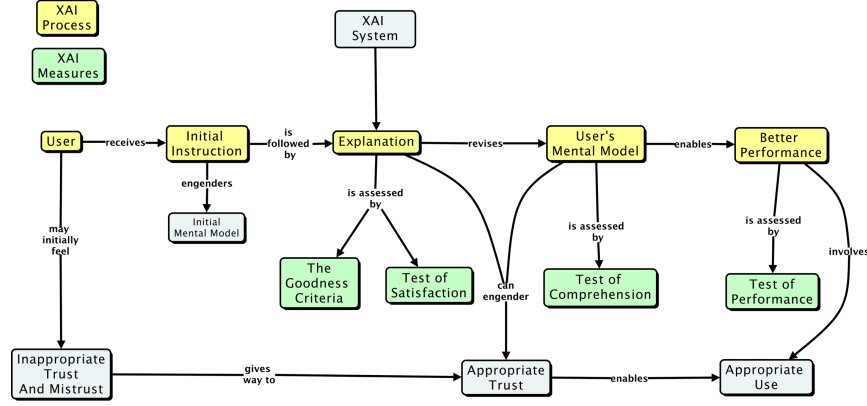 XAI
Process
XAI
Measures
XAI
System
User
receives
Initial
Instruction
is
followed
by
Explanation
revises
User's
Mental Model
enables
Better
Performance
engenders
Initial
Mental Model
may
initially
feel
is assessed
by
is assessed
by
is assessed
by
involves
The
Goodness
Criteria
Test of
Satisfaction
can
engender
Test of
Comprehension
Test of
Performance
Inappropriate
Trust
And Mistrust
gives
way to
Appropriate
Trust
enables
Appropriate
Use